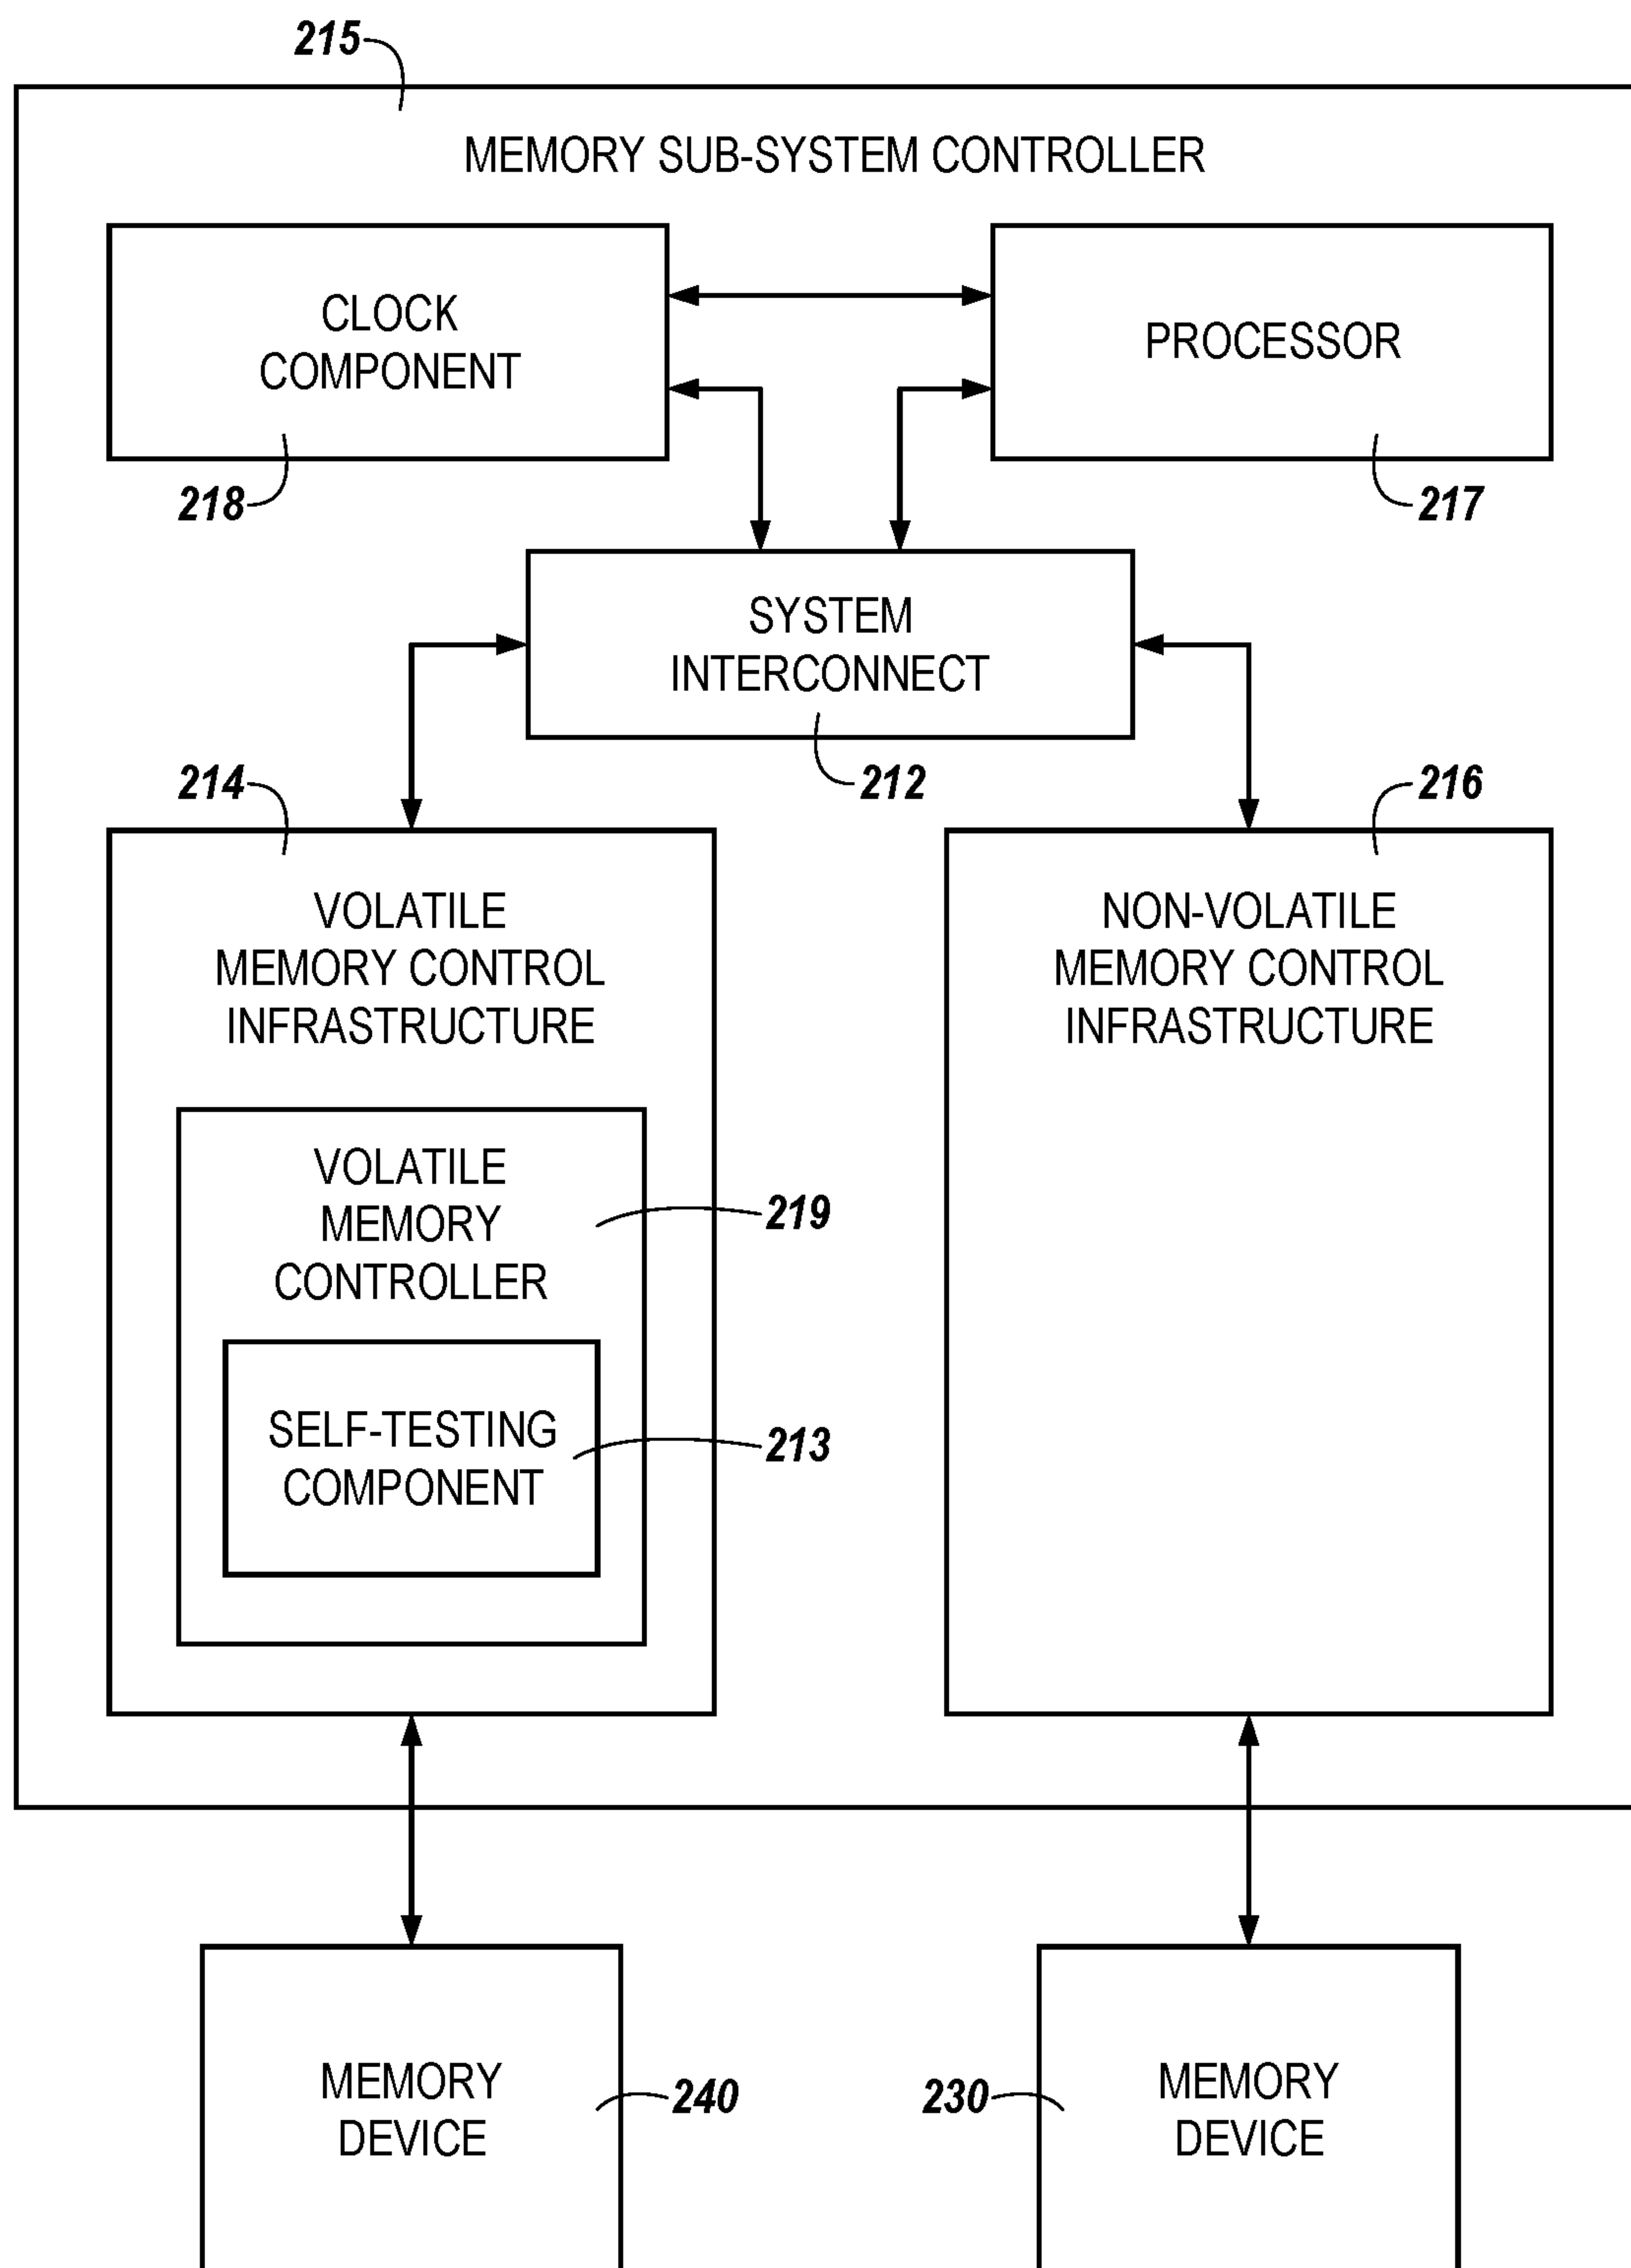 215
MEMORY SUB-SYSTEM CONTROLLER
CLOCK
COMPONENT
PROCESSOR
218
217
SYSTEM
INTERCONNECT
214
212
216
VOLATILE
MEMORY CONTROL
INFRASTRUCTURE
NON-VOLATILE
MEMORY CONTROL
INFRASTRUCTURE
VOLATILE
MEMORY
CONTROLLER
219
SELF-TESTING
COMPONENT
213
MEMORY
DEVICE
240
230
MEMORY
DEVICE